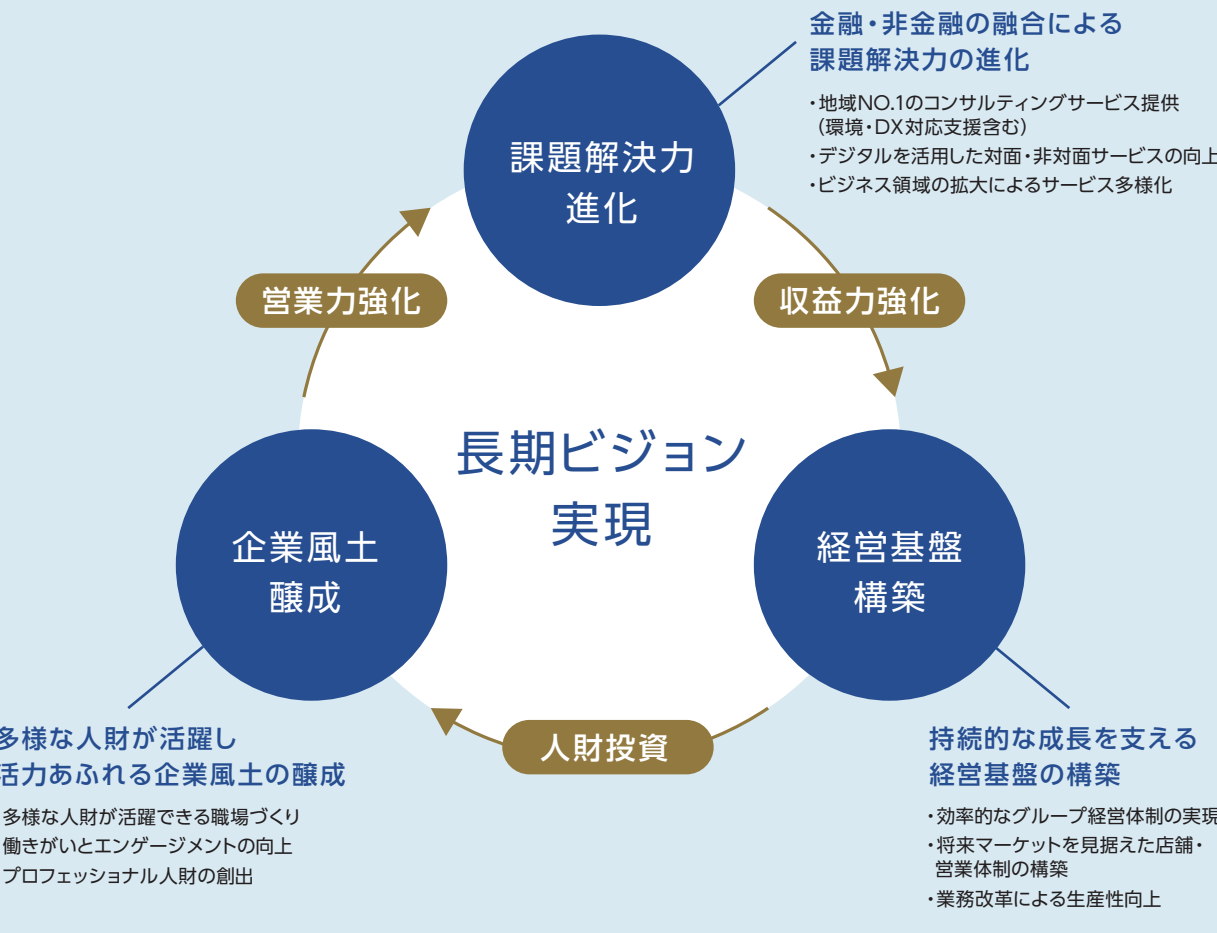 金融・非金融の融合による
課題解決力の進化
・地域NO.1のコンサルティングサービス提供
（環境・DX対応支援含む）
・デジタルを活用した対面・非対面サービスの向上
・ビジネス領域の拡大によるサービス多様化
課題解決力
進化
営業力強化
収益力強化
長期ビジョン
実現
企業風土
醸成
経営基盤
構築
人財投資
多様な人財が活躍し
活力あふれる企業風土の醸成
多様な人財が活躍できる職場づくり
働きがいとエンゲージメントの向上
プロフェッショナル人財の創出
持続的な成長を支える
経営基盤の構築
・効率的なグループ経営体制の実現
・将来マーケットを見据えた店舗・
営業体制の構築
・業務改革による生産性向上